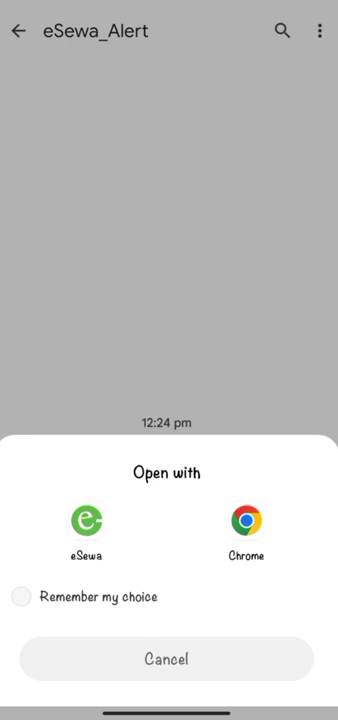 eSewa_Alert
12:24 pm
Open with
eSewa
Chrome
Remember my choice
Cancel